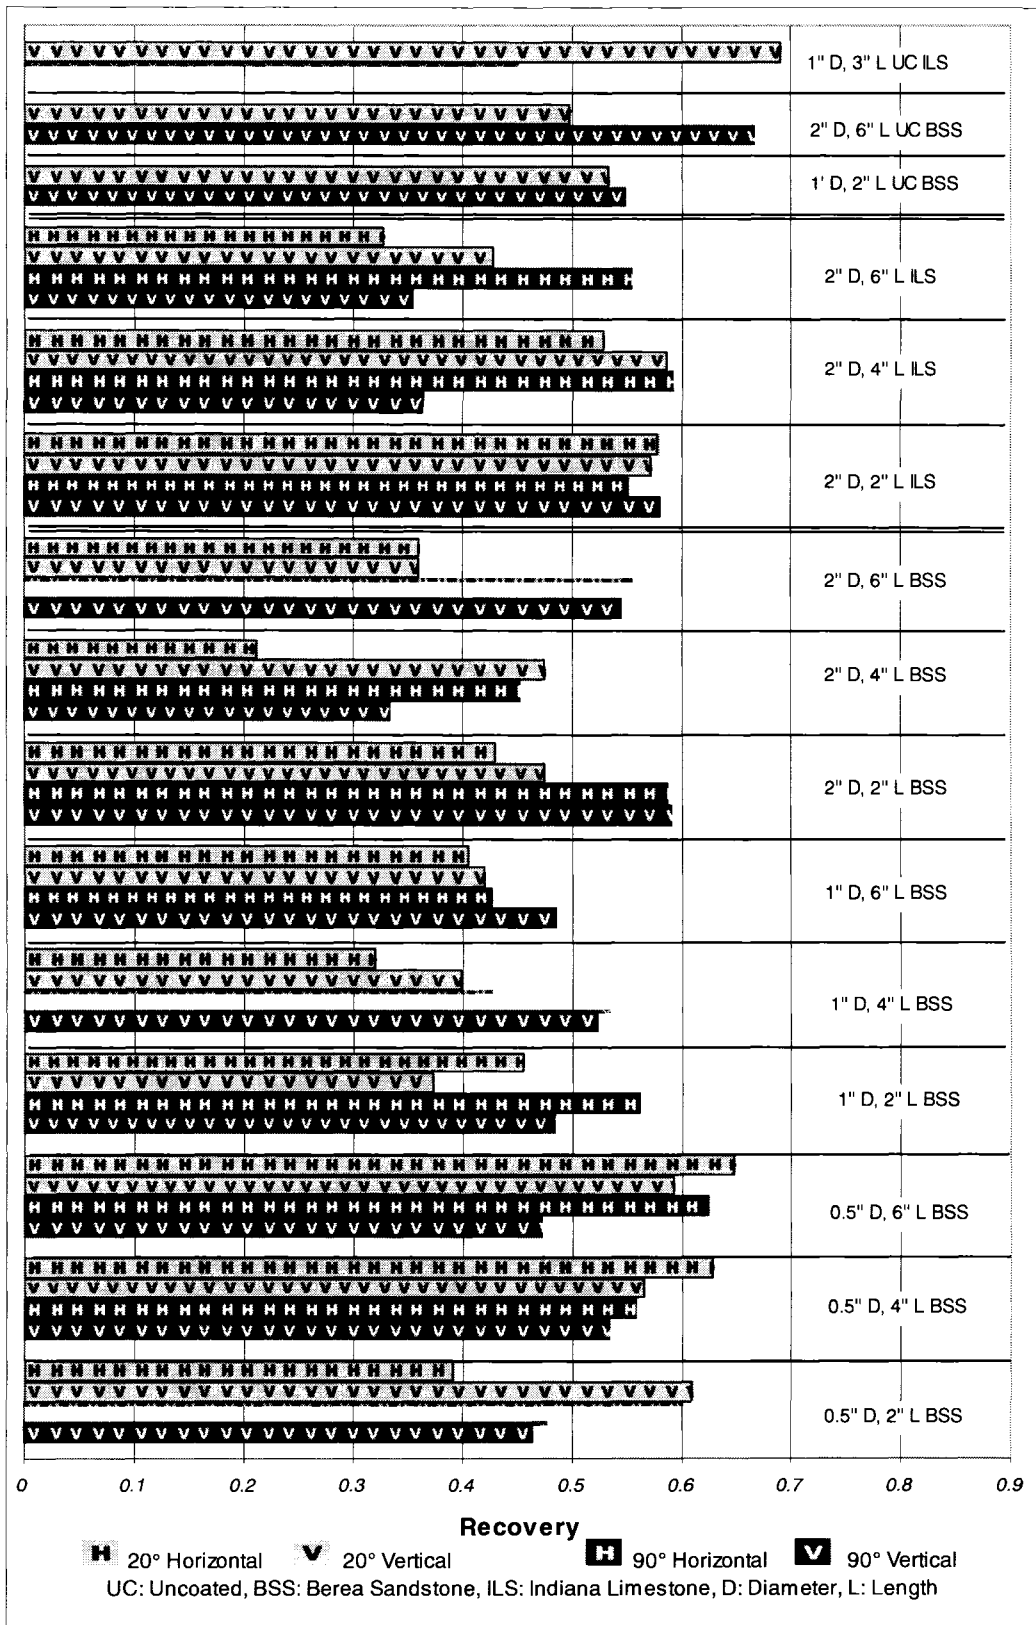 1" D, 3" L UC ILS
2" D, 6" L UC BSS
1' D, 2" L UC BSS
2" D, 6" L ILS
2" D, 4" L ILS
2" D, 2" L ILS
2" D, 6" L BSS
2" D, 4" L BSS
2" D, 2" L BSS
1" D, 6" L BSS
1" D, 4" L BSS
1" D, 2" L BSS
0.5" D, 6" L BSS
0.5" D, 4" L BSS
0.5" D, 2" L BSS
0 0.1 0.2 0.3 0.4 0.5 0.6 0.7 0.8 0.9
Recovery
H 20° Horizontal V 20° Vertical H 90° Horizontal V 90° Vertical
UC: Uncoated, BSS: Berea Sandstone, ILS: Indiana Limestone, D: Diameter, L: Length